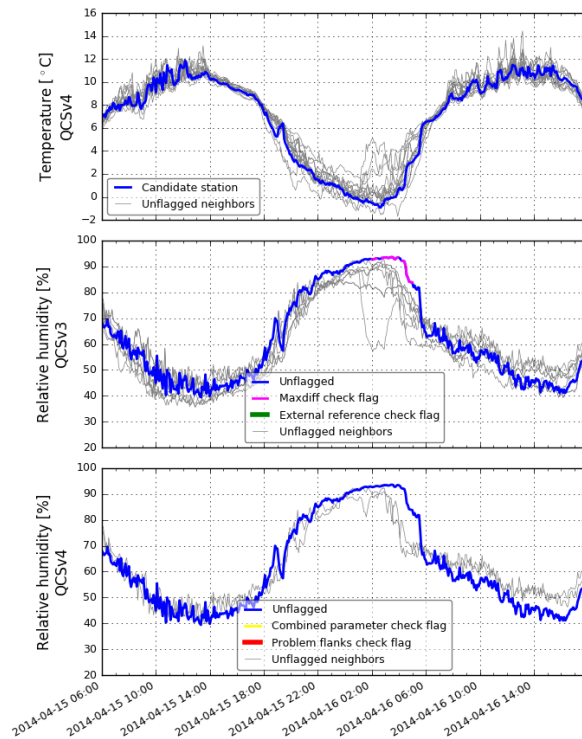 16
14
12
10
8
6
4
2
0
−2
Temperature [ ° C]
QCSv4
Candidate station
Unflagged neighbors
100
90
80
70
60
50
40
30
20
Relative humidity [%]
QCSv3
Unflagged
Maxdiff check flag
External reference check flag
Unflagged neighbors
100
90
80
70
60
50
40
30
20
Relative humidity [%]
QCSv4
Unflagged
Combined parameter check flag
Problem flanks check flag
Unflagged neighbors
2014-04-15 06:00
2014-04-15 10:00
2014-04-15 14:00
2014-04-15 18:00
2014-04-15 22:00
2014-04-16 02:00
2014-04-16 06:00
2014-04-16 10:00
2014-04-16 14:00